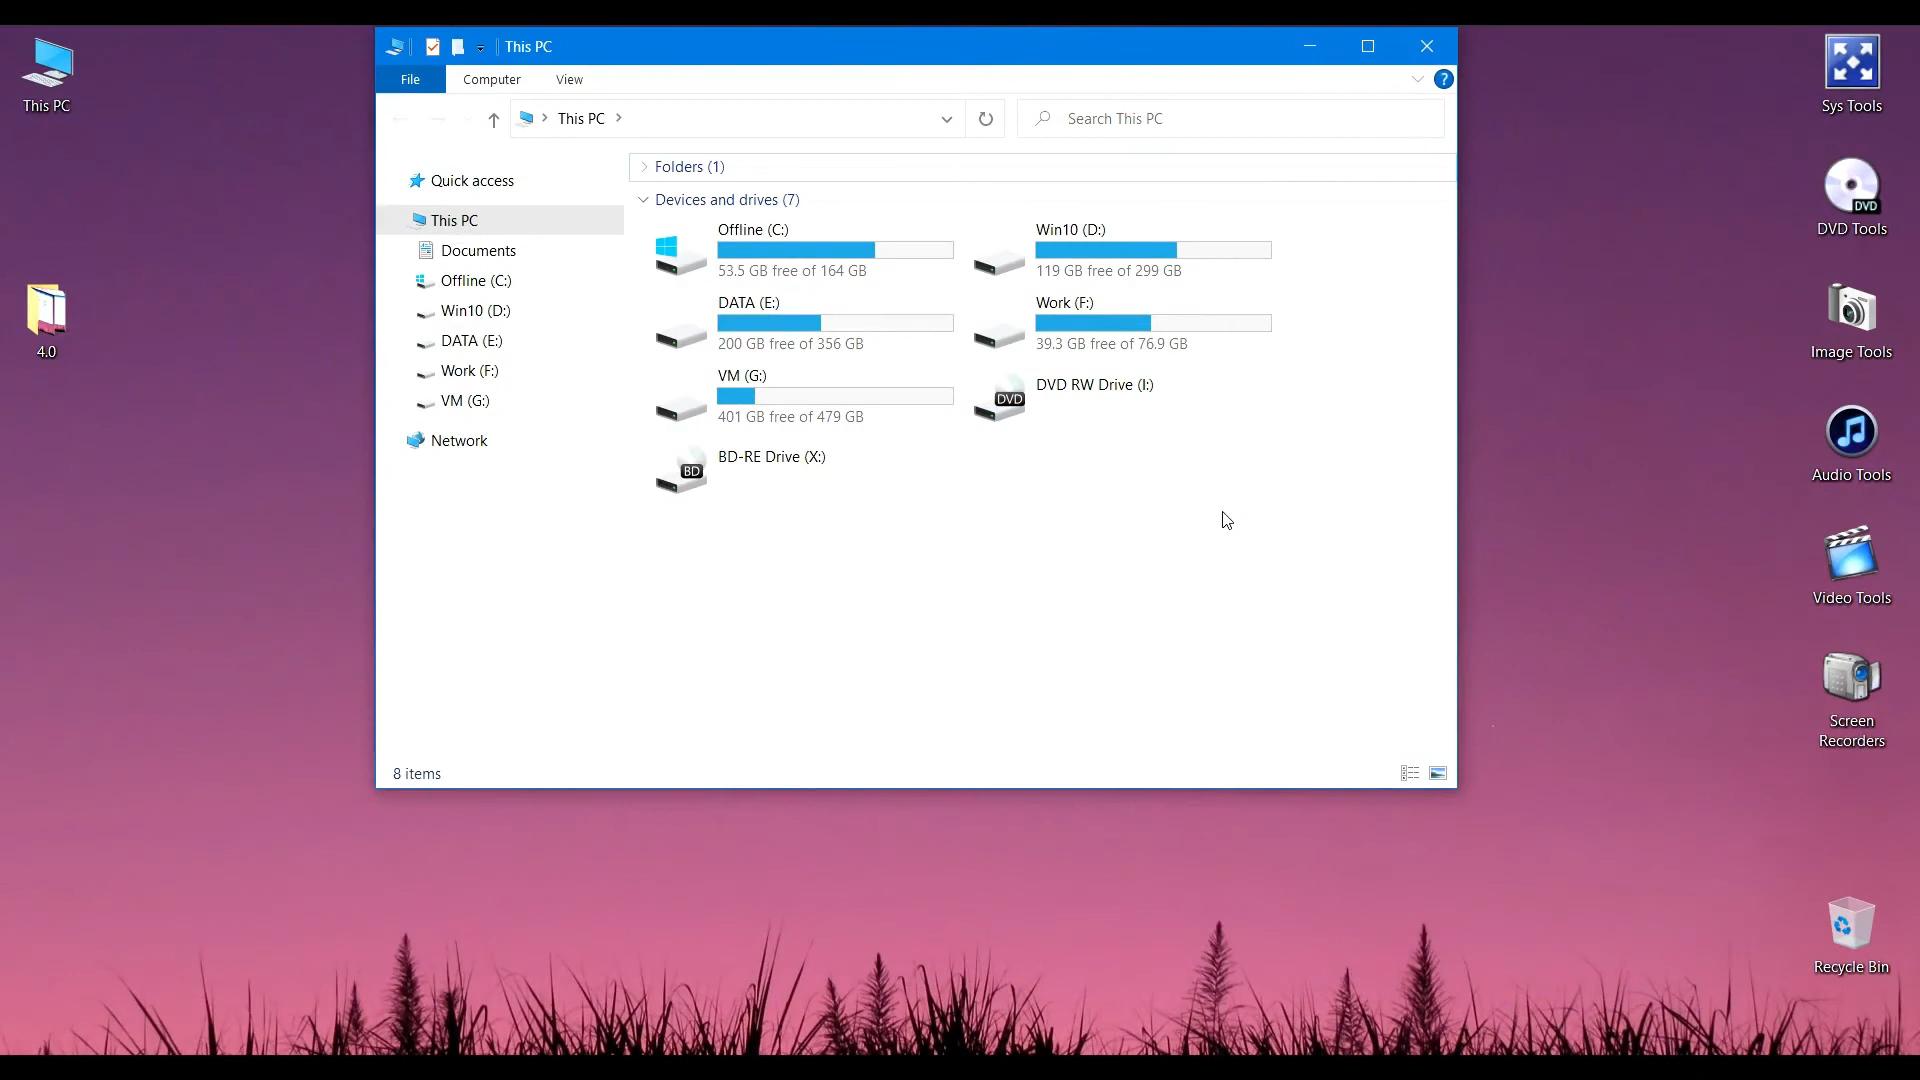 This PC
File
Computer
View
?
This PC
Search This PC
Quick access
This PC
Documents
Offline (C:)
Win10 (D:)
DATA (E:)
Work (F:)
VM (G:)
Network
Folders (1)
Devices and drives (7)
Offline (C:)
53.5 GB free of 164 GB
Win10 (D:)
119 GB free of 299 GB
DATA (E:)
200 GB free of 356 GB
Work (F:)
39.3 GB free of 76.9 GB
VM (G:)
401 GB free of 479 GB
DVD
DVD RW Drive (I:)
BD
BD-RE Drive (X:)
8 items
This PC
4.0
Sys Tools
DVD
DVD Tools
Image Tools
Audio Tools
Video Tools
Screen
Recorders
Recycle Bin